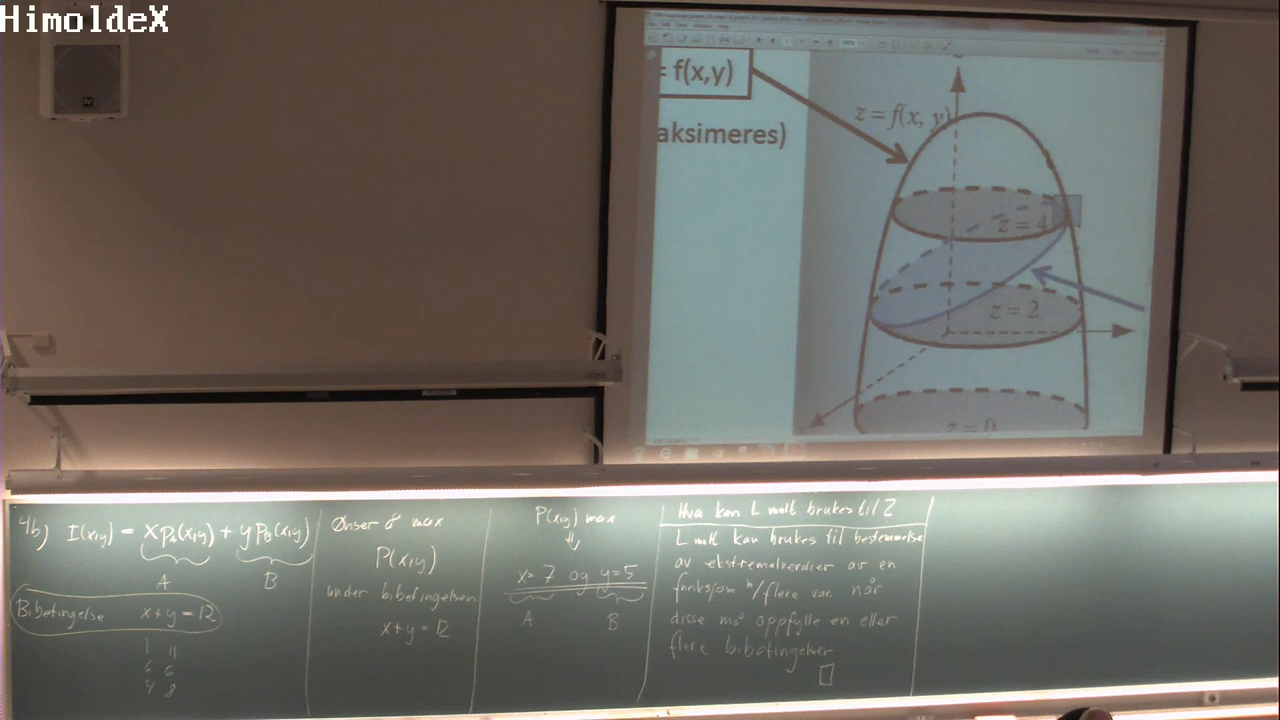 HimoldeX
= f(x,y)
aksimeres)
z = f(x, y)
z = 4
z = 2
z = 0
4b) I(x,y) = x PA(x,y) + y PB(x,y)
A B
Bibetingelse x+y = 12
1 11
6 6
4 8
Ønser å max
P(x,y)
under bibetingelsen
x+y = 12
P(x,y) max
⇓
x=7 og y=5
A B
Hva kan L mult brukes til?
L mult kan brukes til bestemmelse
av ekstremalverdier av en
funksjon m/flere var. når
disse må oppfylle en eller
flere bibetingelser